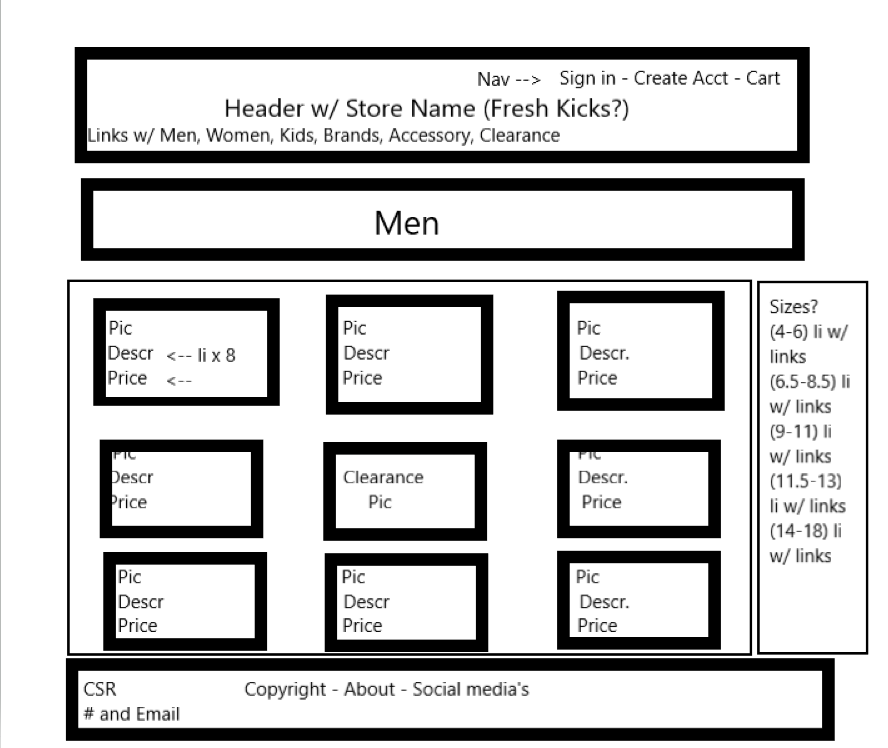 Nav --> Sign in - Create Acct - Cart
Header w/ Store Name (Fresh Kicks?)
Links w/ Men, Women, Kids, Brands, Accessory, Clearance
Men
Pic
Descr <-- li x 8
Price <--
Pic
Descr
Price
Pic
Descr.
Price
Pic
Descr
Price
Clearance
Pic
Pic
Descr.
Price
Pic
Descr
Price
Pic
Descr
Price
Pic
Descr.
Price
Sizes?
(4-6) li w/
links
(6.5-8.5) li
w/ links
(9-11) li
w/ links
(11.5-13)
li w/ links
(14-18) li
w/ links
CSR
# and Email
Copyright - About - Social media's